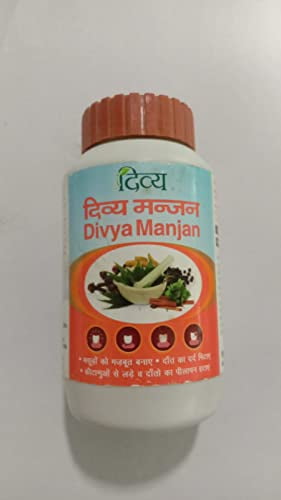 दिव्य
दिव्य मन्जन
Divya Manjan
• मसूड़ों को मजबूत बनाए • दाँत का दर्द मिटाए
• कीटाणुओं से लड़े व दाँतों का पीलापन हटाए